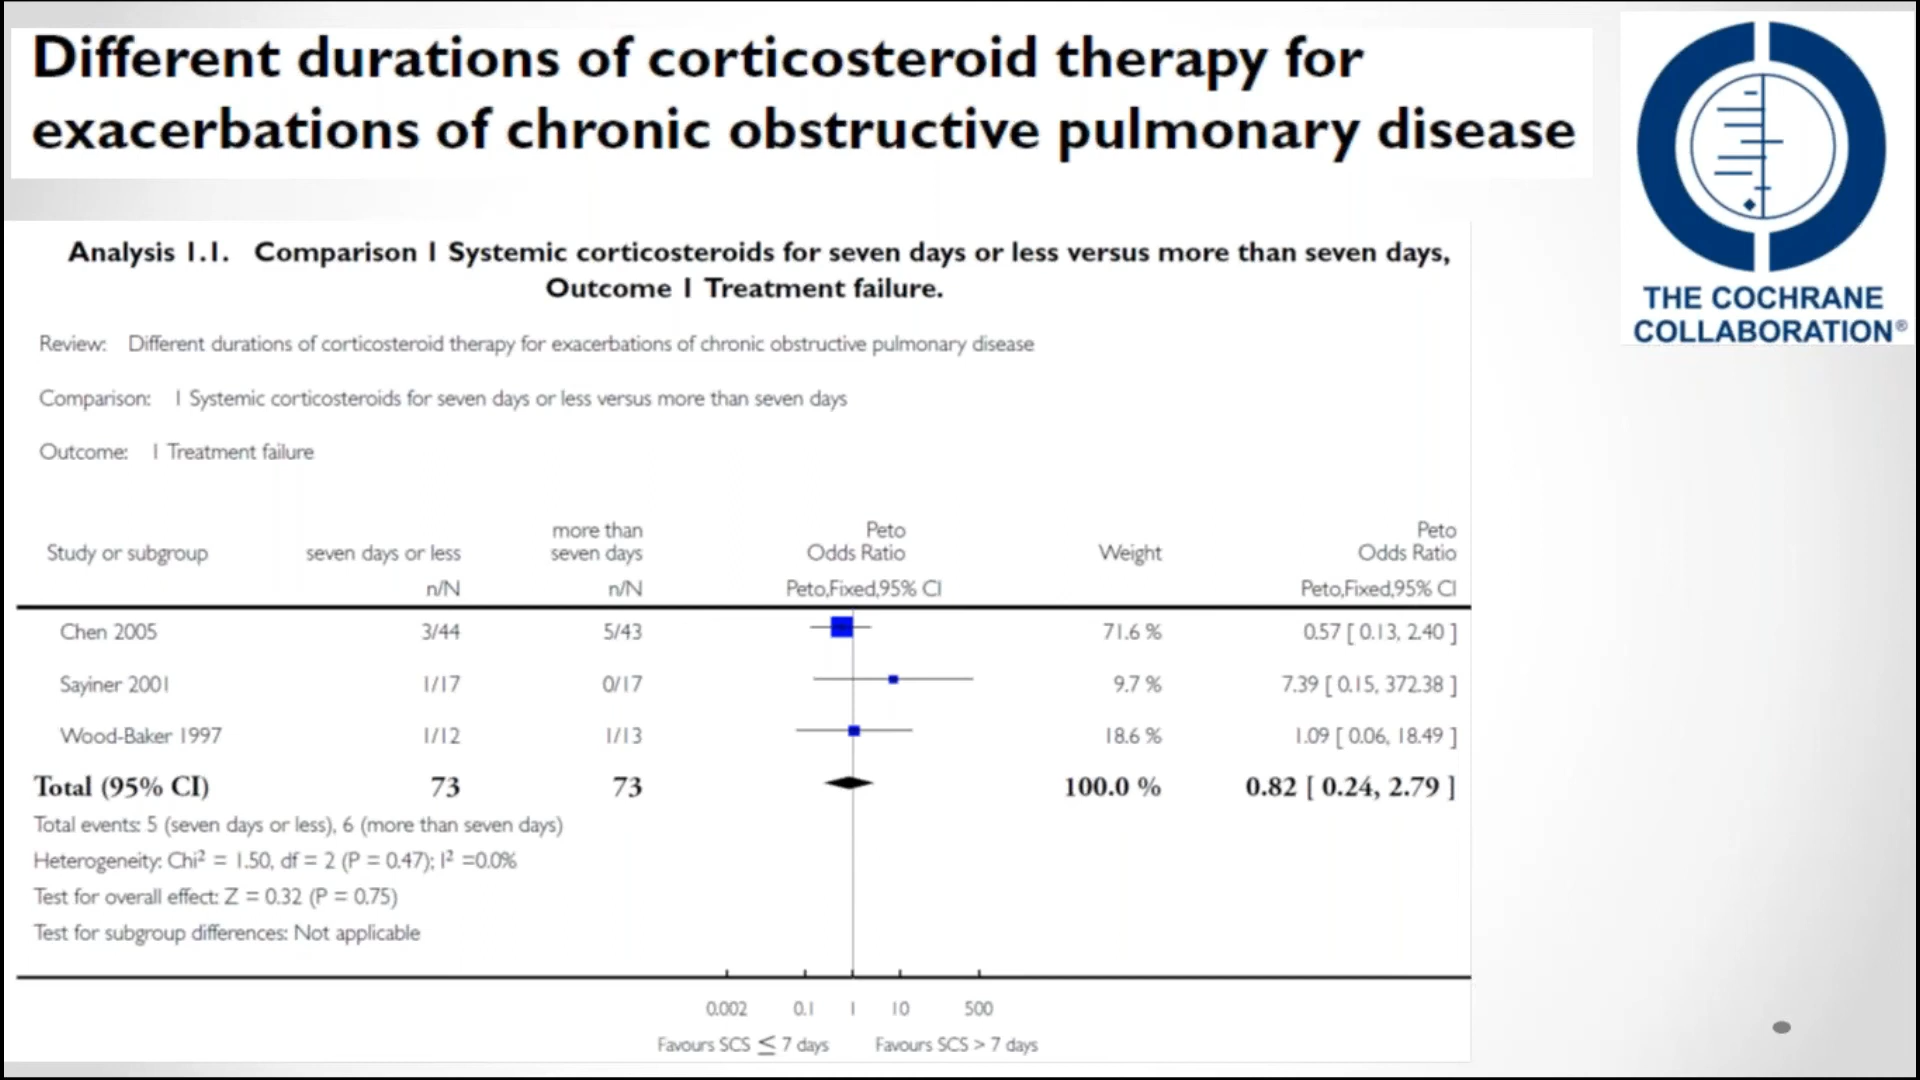 Different durations of corticosteroid therapy for
exacerbations of chronic obstructive pulmonary disease
THE COCHRANE
COLLABORATION®
Analysis 1.1. Comparison 1 Systemic corticosteroids for seven days or less versus more than seven days,
Outcome 1 Treatment failure.
Review: Different durations of corticosteroid therapy for exacerbations of chronic obstructive pulmonary disease
Comparison: 1 Systemic corticosteroids for seven days or less versus more than seven days
Outcome: 1 Treatment failure
more than Peto Peto
Study or subgroup seven days or less seven days Odds Ratio Weight Odds Ratio
n/N n/N Peto,Fixed,95% CI Peto,Fixed,95% CI
Chen 2005 3/44 5/43 71.6 % 0.57 [ 0.13, 2.40 ]
Sayiner 2001 1/17 0/17 9.7 % 7.39 [ 0.15, 372.38 ]
Wood-Baker 1997 1/12 1/13 18.6 % 1.09 [ 0.06, 18.49 ]
Total (95% CI) 73 73 100.0 % 0.82 [ 0.24, 2.79 ]
Total events: 5 (seven days or less), 6 (more than seven days)
Heterogeneity: Chi² = 1.50, df = 2 (P = 0.47); I² =0.0%
Test for overall effect: Z = 0.32 (P = 0.75)
Test for subgroup differences: Not applicable
0.002 0.1 1 10 500
Favours SCS ≤ 7 days Favours SCS > 7 days